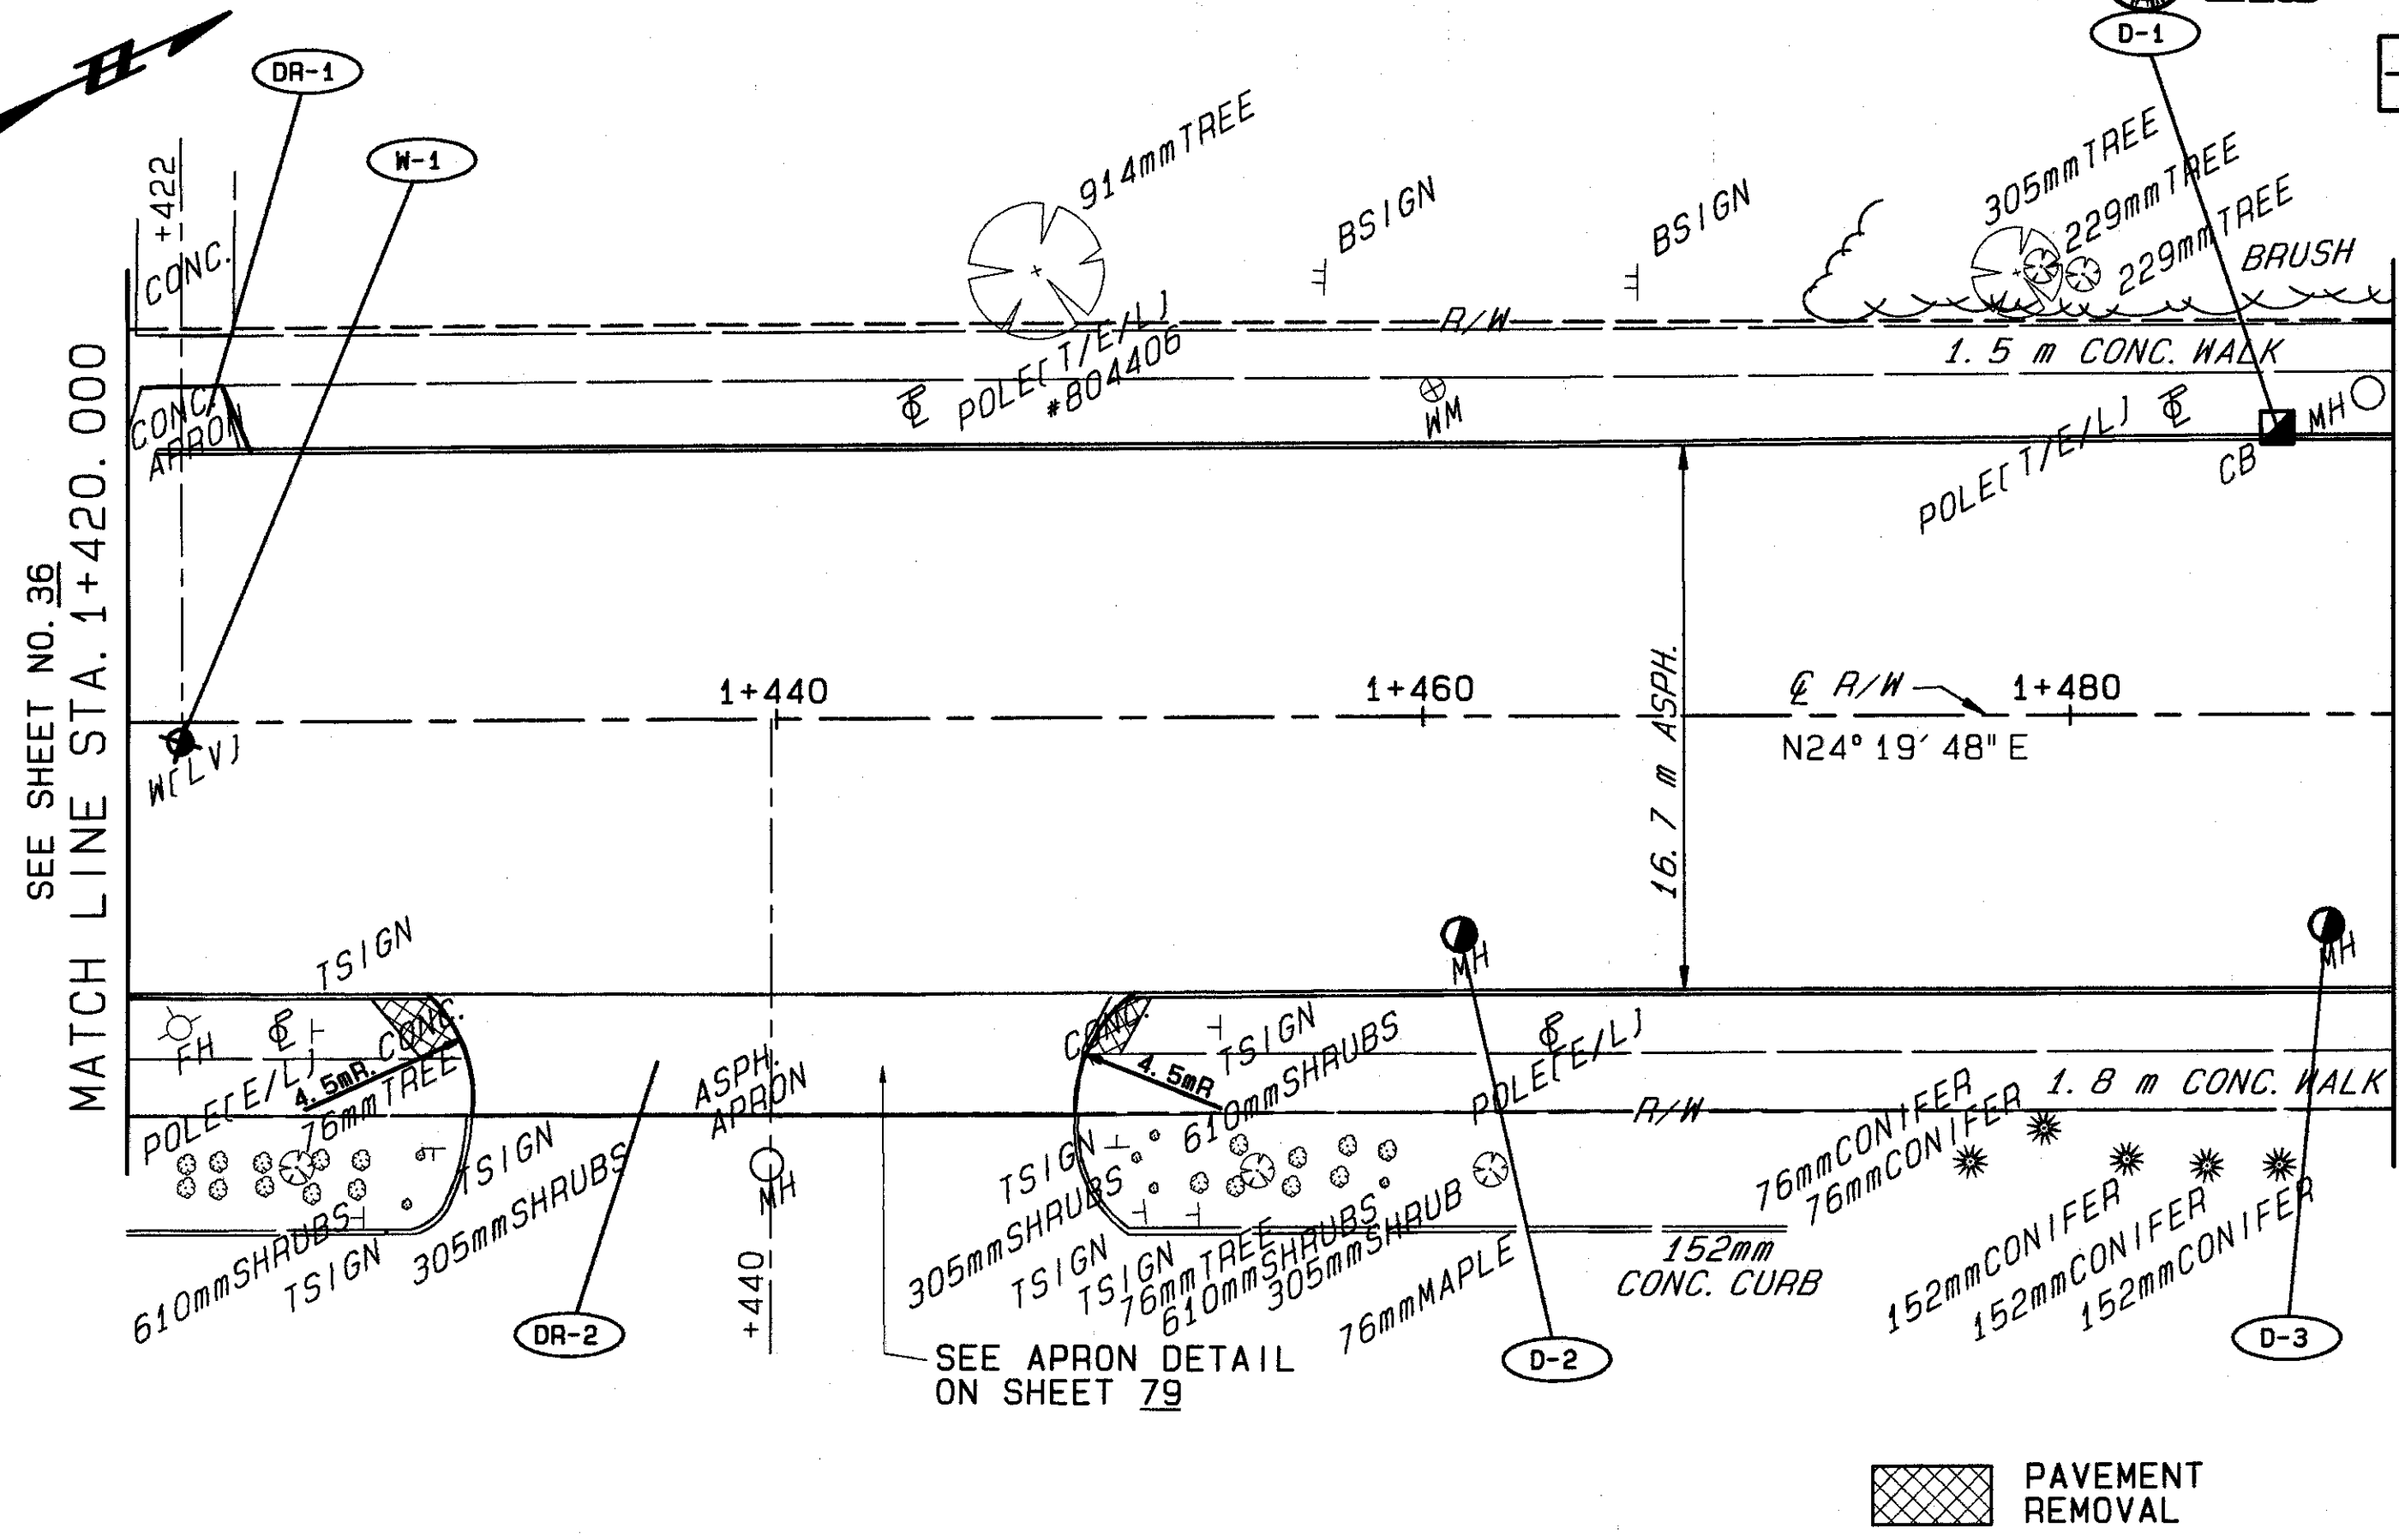 D-1
DR-1
W-1
+422
CONC.
914mmTREE
BSIGN
BSIGN
305mmTREE
229mmTREE
229mmTREE
BRUSH
R/W
1.5 m CONC. WALK
CONC.
APRON
POLE[T/E/L]
#804406
WM
POLE[T/E/L]
CB
MH
SEE SHEET NO. 36
MATCH LINE STA. 1+420.000
1+440
1+460
16.7 m ASPH.
℄ R/W
1+480
N24° 19' 48" E
W[LV]
TSIGN
MH
MH
FH
CONC.
POLE[E/L]
4.5mR.
76mmTREE
ASPH.
APRON
CONC.
4.5mR
TSIGN
610mmSHRUBS
POLE[E/L]
R/W
1.8 m CONC. WALK
76mmCONIFER
76mmCONIFER
TSIGN
305mmSHRUBS
610mmSHRUBS
TSIGN
MH
+440
TSIGN
305mmSHRUBS
TSIGN
TSIGN
76mmTREE
610mmSHRUBS
305mmSHRUB
76mmMAPLE
152mm
CONC. CURB
152mmCONIFER
152mmCONIFER
152mmCONIFER
DR-2
D-2
D-3
SEE APRON DETAIL
ON SHEET 79
PAVEMENT
REMOVAL